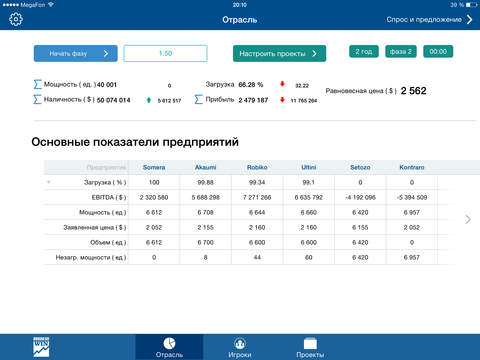 MegaFon 20:10 39 %
Отрасль Спрос и предложение
Начать фазу 1.50 Настроить проекты 2 год фаза 2 00:00
∑ Мощность ( ед. ) 40 001 0 Загрузка 66.28 % 32.22
Равновесная цена ( $ ) 2 562
∑ Наличность ( $ ) 50 074 014 5 612 517 ∑ Прибыль 2 479 187 11 765 264
Основные показатели предприятий
Предприятия Somera Akaumi Robiko Ultini Setozo Kontraro
Загрузка ( % ) 100 99.88 99.34 99.1 0 0
EBITDA ( $ ) 2 320 580 5 688 298 7 271 266 6 635 792 -4 192 096 -5 394 509
Мощность ( ед ) 6 612 6 708 6 644 6 660 6 420 6 957
Заявленная цена ( $ ) 2 052 2 155 2 160 2 160 6 155 2 052
Объем ( ед ) 6 612 6 700 6 600 6 600 6 420 0
Незагр. мощности ( ед ) 0 8 44 60 6 420 6 957
WIN
Отрасль Игроки Проекты